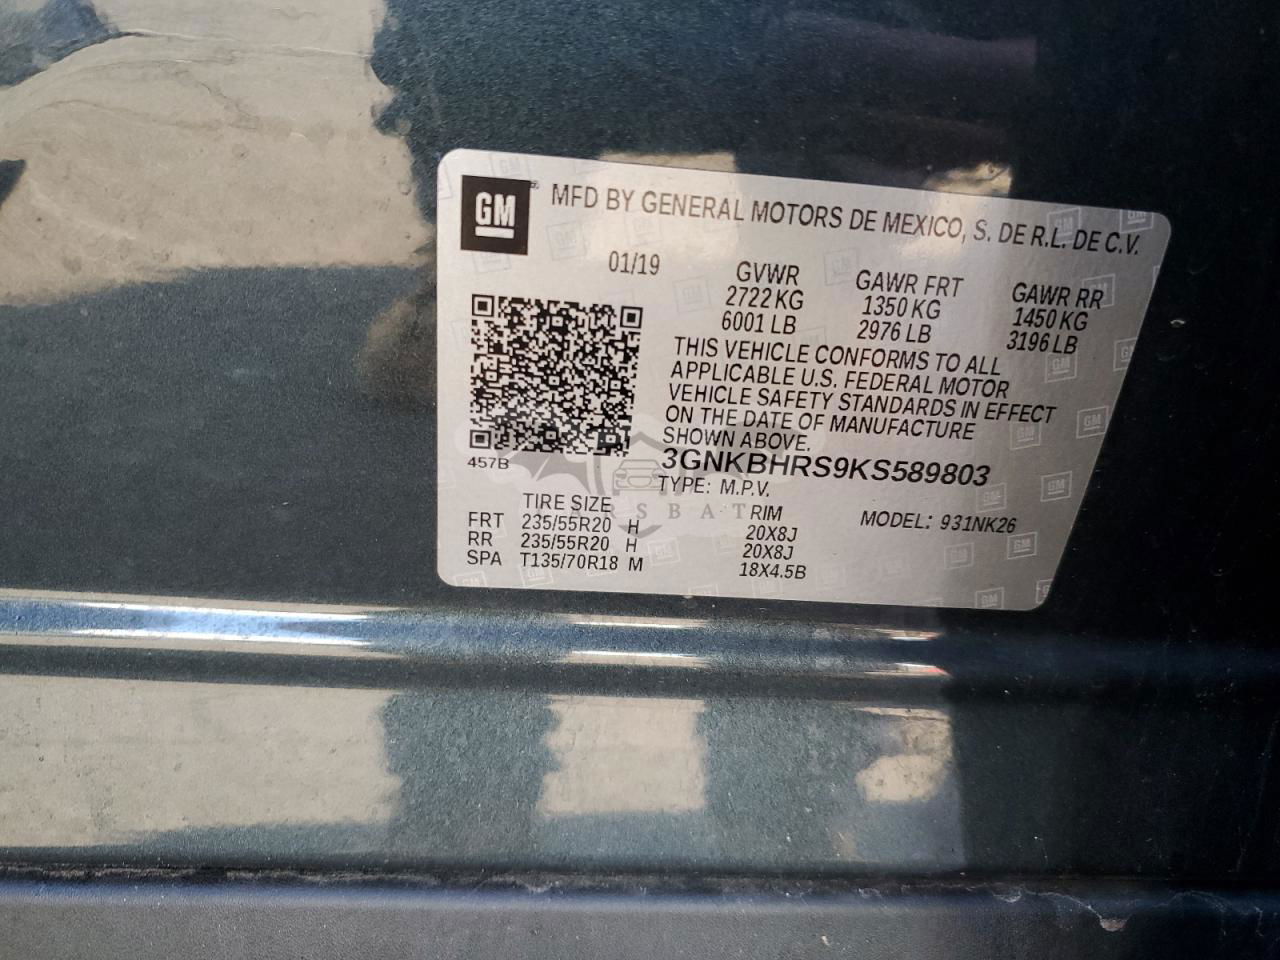 GM
MFD BY GENERAL MOTORS DE MEXICO, S. DE R.L. DE C.V.
01/19
GVWR GAWR FRT GAWR RR
2722 KG 1350 KG 1450 KG
6001 LB 2976 LB 3196 LB
THIS VEHICLE CONFORMS TO ALL
APPLICABLE U.S. FEDERAL MOTOR
VEHICLE SAFETY STANDARDS IN EFFECT
ON THE DATE OF MANUFACTURE
SHOWN ABOVE.
457B
3GNKBHRS9KS589803
TYPE: M.P.V.
CARSBAT
TIRE SIZE RIM MODEL: 931NK26
FRT 235/55R20 H 20X8J
RR 235/55R20 H 20X8J
SPA T135/70R18 M 18X4.5B